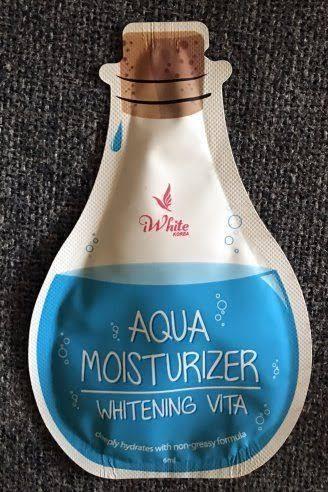 iWhite
KOREA
AQUA
MOISTURIZER
WHITENING VITA
deeply hydrates with non-greasy formula
6mL